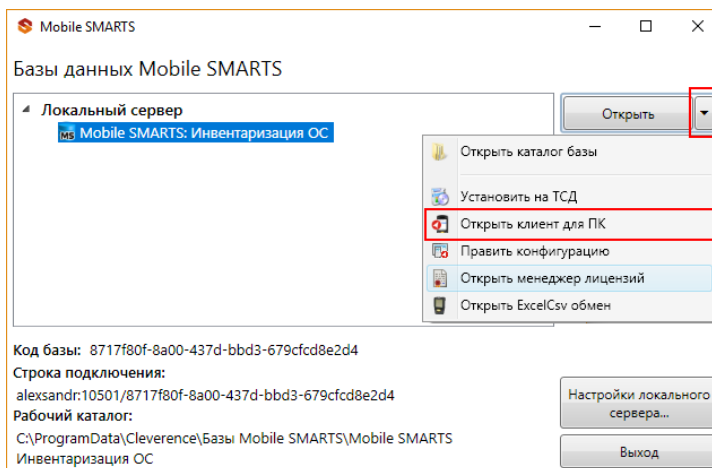 Mobile SMARTS
Базы данных Mobile SMARTS
Локальный сервер
MS Mobile SMARTS: Инвентаризация ОС
Открыть
Открыть каталог базы
Установить на ТСД
Открыть клиент для ПК
Править конфигурацию
Открыть менеджер лицензий
Открыть ExcelCsv обмен
Код базы: 8717f80f-8a00-437d-bbd3-679cfcd8e2d4
Строка подключения:
alexsandr:10501/8717f80f-8a00-437d-bbd3-679cfcd8e2d4
Рабочий каталог:
C:\ProgramData\Cleverence\Базы Mobile SMARTS\Mobile SMARTS
Инвентаризация ОС
Настройки локального
сервера...
Выход